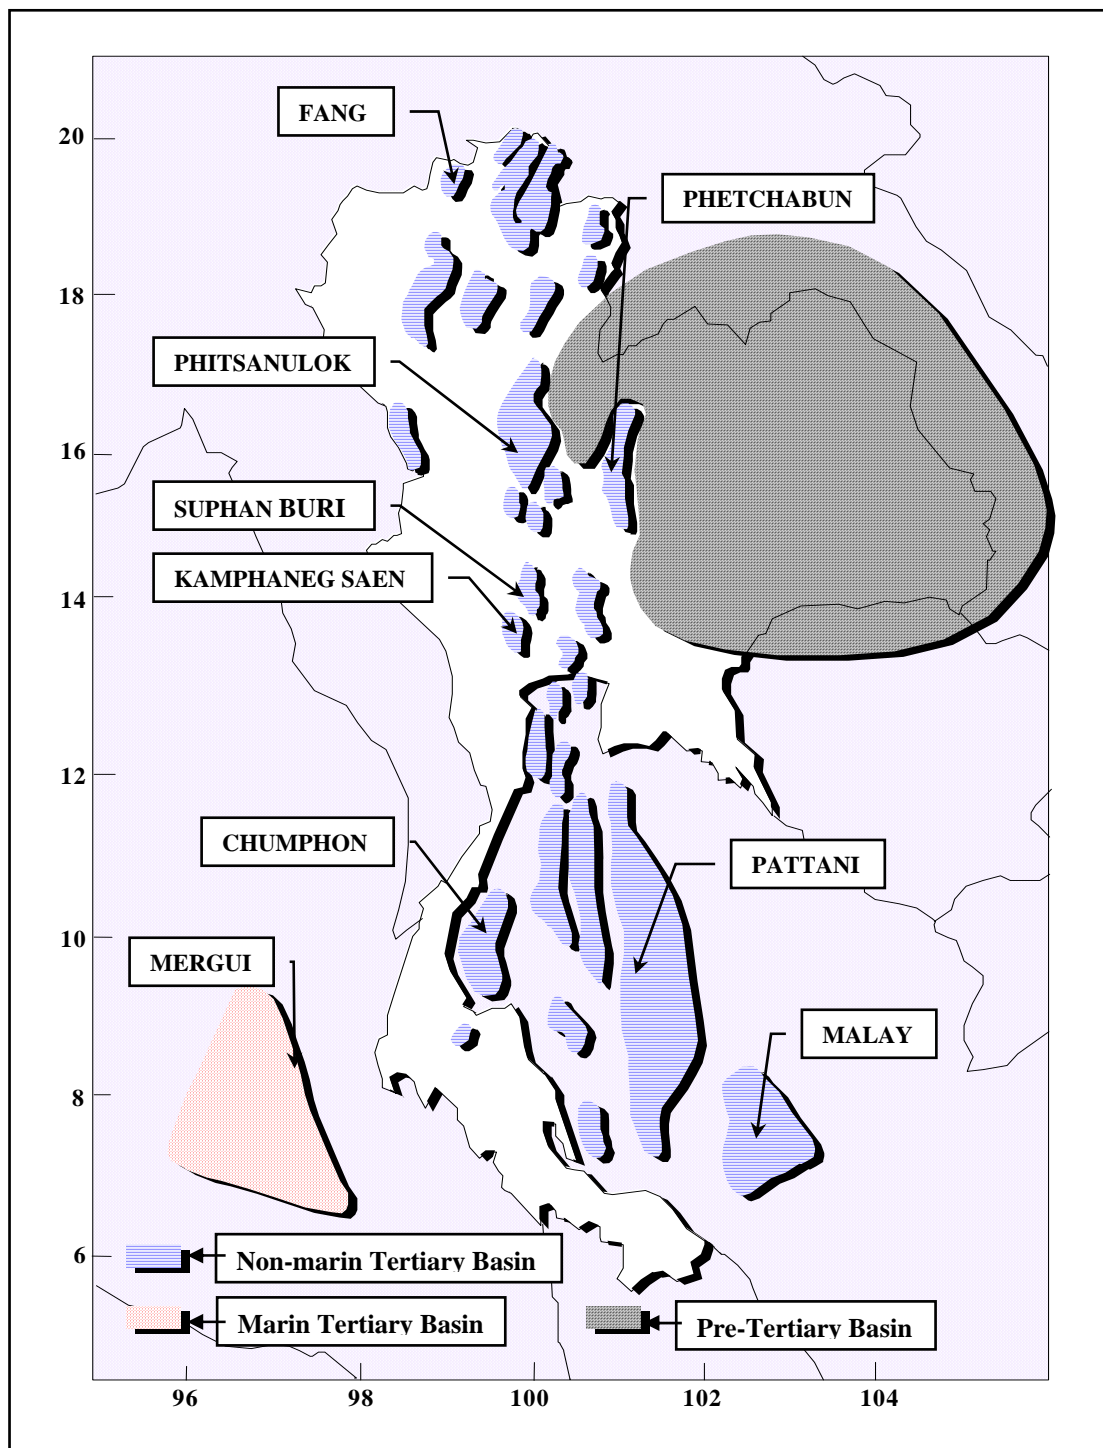 FANG
20
PHETCHABUN
18
PHITSANULOK
16
SUPHAN BURI
KAMPHANEG SAEN
14
12
CHUMPHON
PATTANI
10
MERGUI
MALAY
8
6
Non-marin Tertiary Basin
Marin Tertiary Basin
Pre-Tertiary Basin
96 98 100 102 104